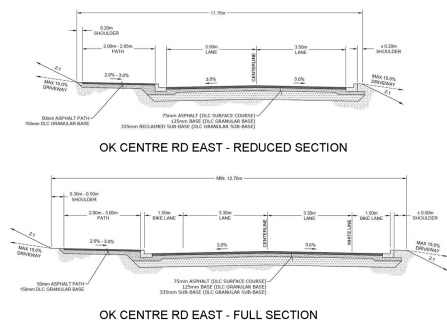 11.15m
0.20m
SHOULDER
± 0.20m
SHOULDER
2.00m - 2.85m
PATH
3.50m
LANE
3.50m
LANE
CENTERLINE
2:1
MAX 15.0%
DRIVEWAY
2.0% - 3.0%
3.0%
3.0%
MAX 15.0%
DRIVEWAY
2:1
50mm ASPHALT PATH
150mm DLC GRANULAR BASE
75mm ASPHALT (DLC SURFACE COURSE)
125mm BASE (DLC GRANULAR BASE)
335mm RECLAIMED SUB-BASE (DLC GRANULAR SUB-BASE)
OK CENTRE RD EAST - REDUCED SECTION
MIN. 12.70m
0.30m - 0.50m
SHOULDER
± 0.50m
SHOULDER
2.00m - 3.00m
PATH
1.50m
BIKE LANE
3.30m
LANE
3.30m
LANE
1.50m
BIKE LANE
CENTERLINE
WHITE LINE
2:1
MAX 15.0%
DRIVEWAY
2.0% - 3.0%
3.0%
3.0%
MAX 15.0%
DRIVEWAY
2:1
50mm ASPHALT PATH
150mm DLC GRANULAR BASE
75mm ASPHALT (DLC SURFACE COURSE)
125mm BASE (DLC GRANULAR BASE)
335mm SUB-BASE (DLC GRANULAR SUB-BASE)
OK CENTRE RD EAST - FULL SECTION